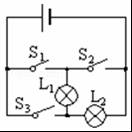 S₁ S₂
L₁
S₃ L₂